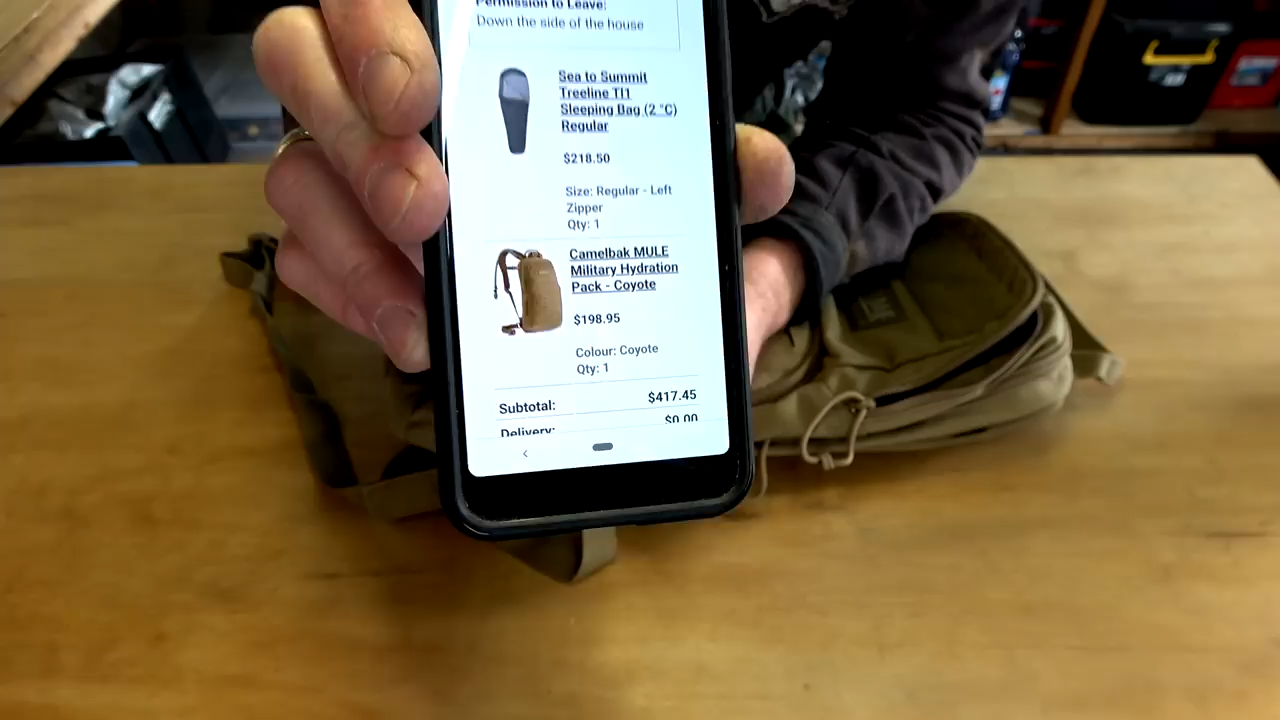 Permission to Leave:
Down the side of the house
Sea to Summit
Treeline Tl1
Sleeping Bag (2 °C)
Regular
$218.50
Size: Regular - Left
Zipper
Qty: 1
Camelbak MULE
Military Hydration
Pack - Coyote
$198.95
Colour: Coyote
Qty: 1
Subtotal: $417.45
Delivery: $0.00